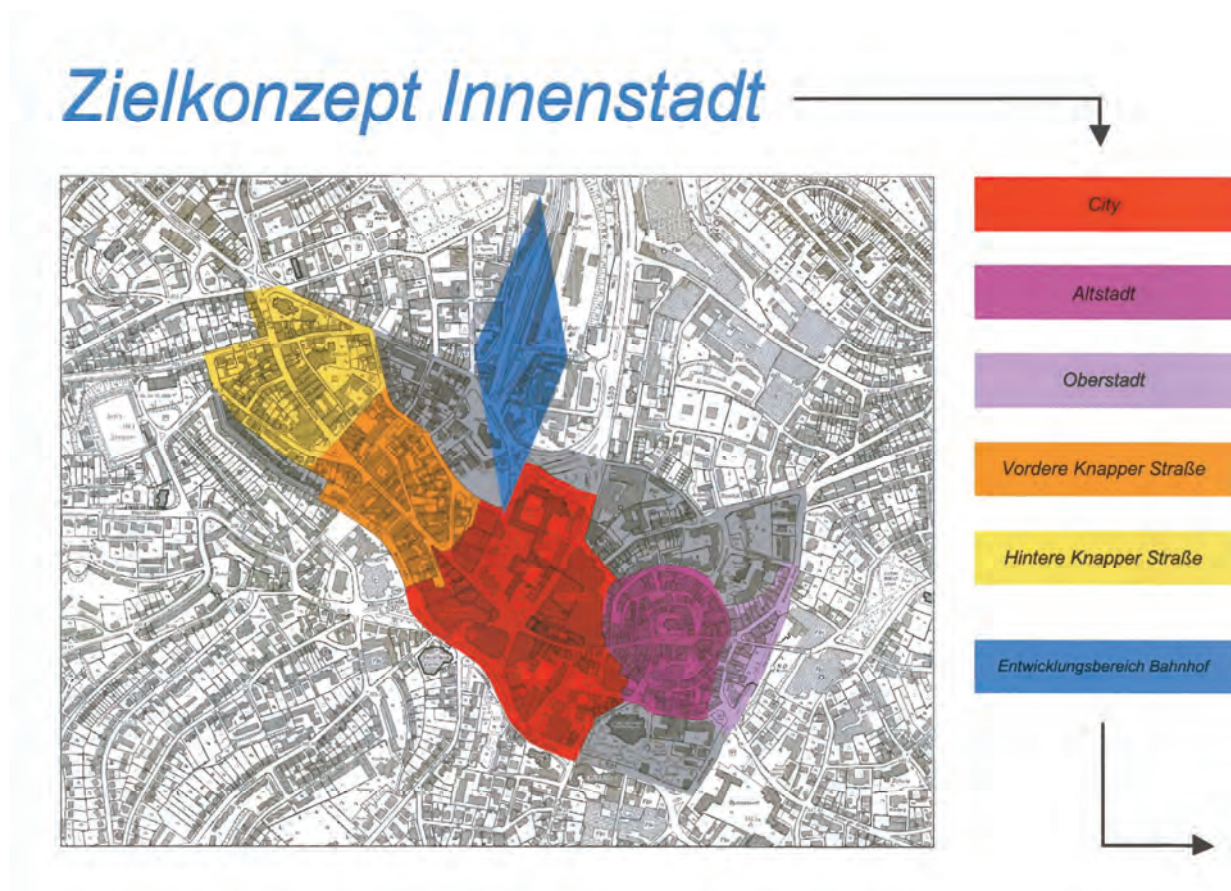 Zielkonzept Innenstadt
City
Altstadt
Oberstadt
Vordere Knapper Straße
Hintere Knapper Straße
Entwicklungsbereich Bahnhof